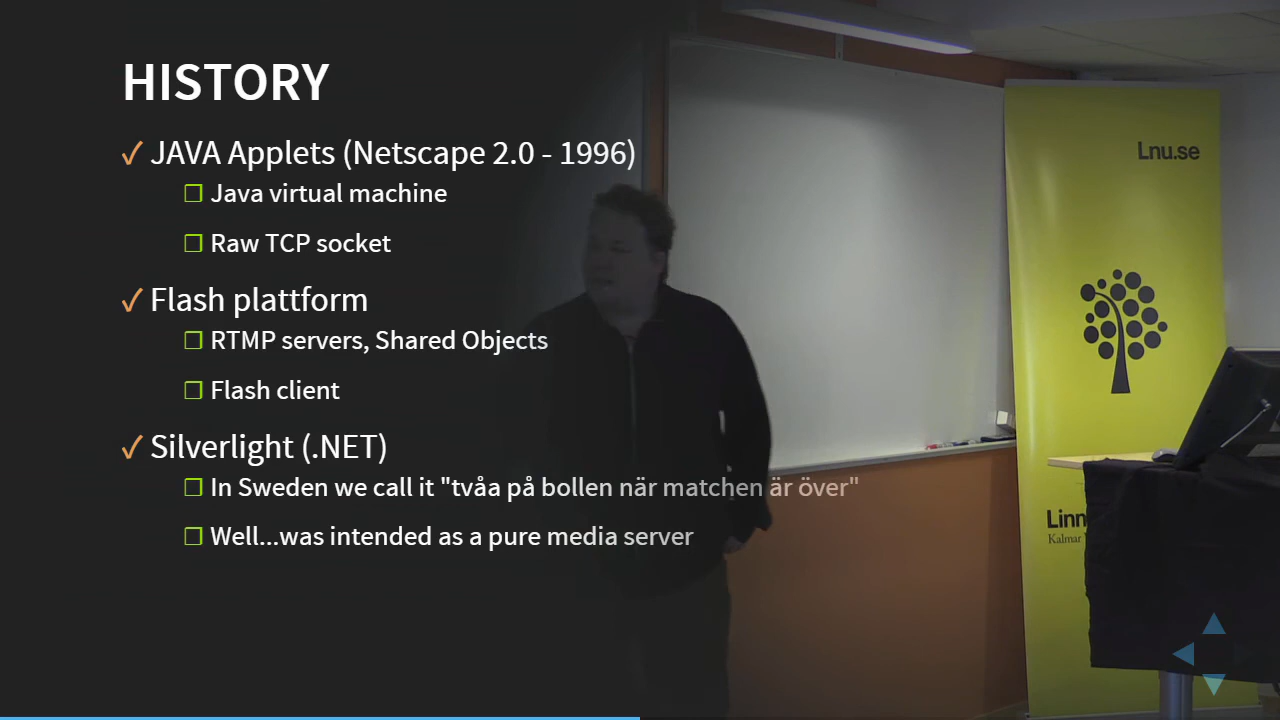 HISTORY
JAVA Applets (Netscape 2.0 - 1996)
Java virtual machine
Raw TCP socket
Flash plattform
RTMP servers, Shared Objects
Flash client
Silverlight (.NET)
In Sweden we call it "tvåa på bollen när matchen är över"
Well...was intended as a pure media server
Lnu.se
Linn
Kalmar